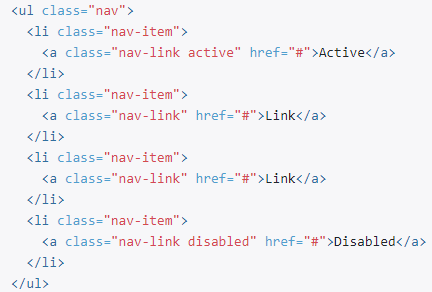 <ul class="nav">
  <li class="nav-item">
    <a class="nav-link active" href="#">Active</a>
  </li>
  <li class="nav-item">
    <a class="nav-link" href="#">Link</a>
  </li>
  <li class="nav-item">
    <a class="nav-link" href="#">Link</a>
  </li>
  <li class="nav-item">
    <a class="nav-link disabled" href="#">Disabled</a>
  </li>
</ul>